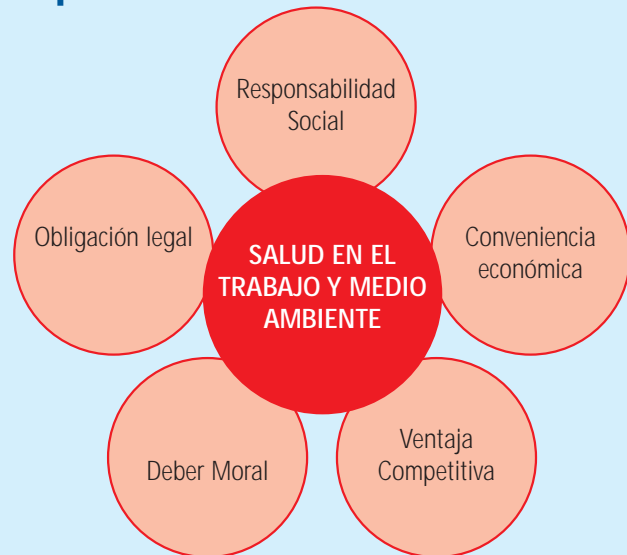 Responsabilidad
Social
Obligación legal
SALUD EN EL
TRABAJO Y MEDIO
AMBIENTE
Conveniencia
económica
Deber Moral
Ventaja
Competitiva